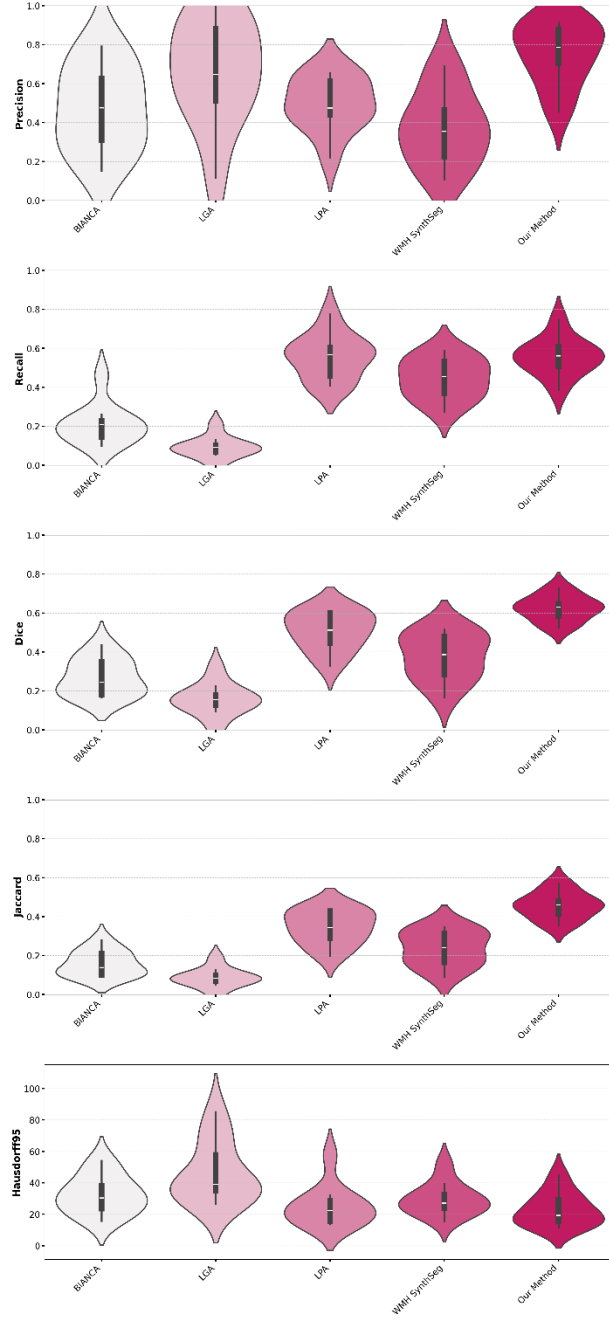 1.0
0.8
0.6
0.4
0.2
0.0
Precision
BIANCA
LGA
LPA
WMH SynthSeg
Our Method
1.0
0.8
0.6
0.4
0.2
0.0
Recall
BIANCA
LGA
LPA
WMH SynthSeg
Our Method
1.0
0.8
0.6
0.4
0.2
0.0
Dice
BIANCA
LGA
LPA
WMH SynthSeg
Our Method
1.0
0.8
0.6
0.4
0.2
0.0
Jaccard
BIANCA
LGA
LPA
WMH SynthSeg
Our Method
100
80
60
40
20
0
Hausdorff95
BIANCA
LGA
LPA
WMH SynthSeg
Our Method